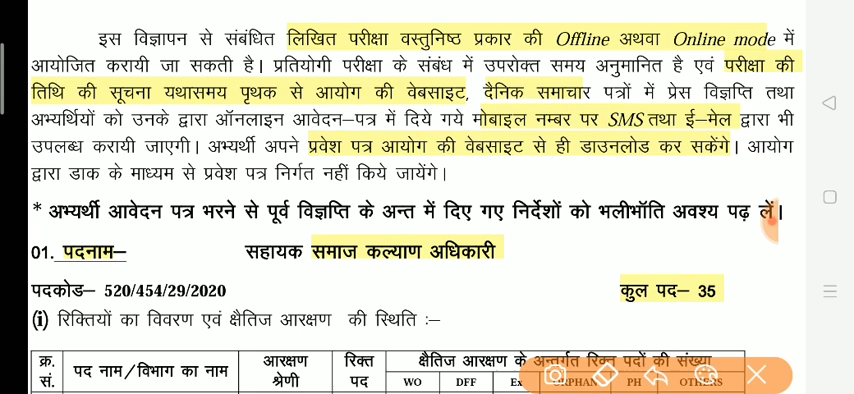 इस विज्ञापन से संबंधित लिखित परीक्षा वस्तुनिष्ठ प्रकार की Offline अथवा Online mode में
आयोजित करायी जा सकती है। प्रतियोगी परीक्षा के संबंध में उपरोक्त समय अनुमानित है एवं परीक्षा की
तिथि की सूचना यथासमय पृथक से आयोग की वेबसाइट, दैनिक समाचार पत्रों में प्रेस विज्ञप्ति तथा
अभ्यर्थियों को उनके द्वारा ऑनलाइन आवेदन–पत्र में दिये गये मोबाइल नम्बर पर SMS तथा ई–मेल द्वारा भी
उपलब्ध करायी जाएगी। अभ्यर्थी अपने प्रवेश पत्र आयोग की वेबसाइट से ही डाउनलोड कर सकेंगे। आयोग
द्वारा डाक के माध्यम से प्रवेश पत्र निर्गत नहीं किये जायेंगे।
* अभ्यर्थी आवेदन पत्र भरने से पूर्व विज्ञप्ति के अन्त में दिए गए निर्देशों को भलीभॉति अवश्य पढ़ लें।
01. पदनाम– सहायक समाज कल्याण अधिकारी
पदकोड– 520/454/29/2020 कुल पद– 35
(i) रिक्तियों का विवरण एवं क्षैतिज आरक्षण की स्थिति :–
क्र. सं. पद नाम/विभाग का नाम आरक्षण श्रेणी रिक्त पद क्षैतिज आरक्षण के अन्तर्गत रिक्त पदों की संख्या
WO DFF Ex ORPHAN PH OTHERS